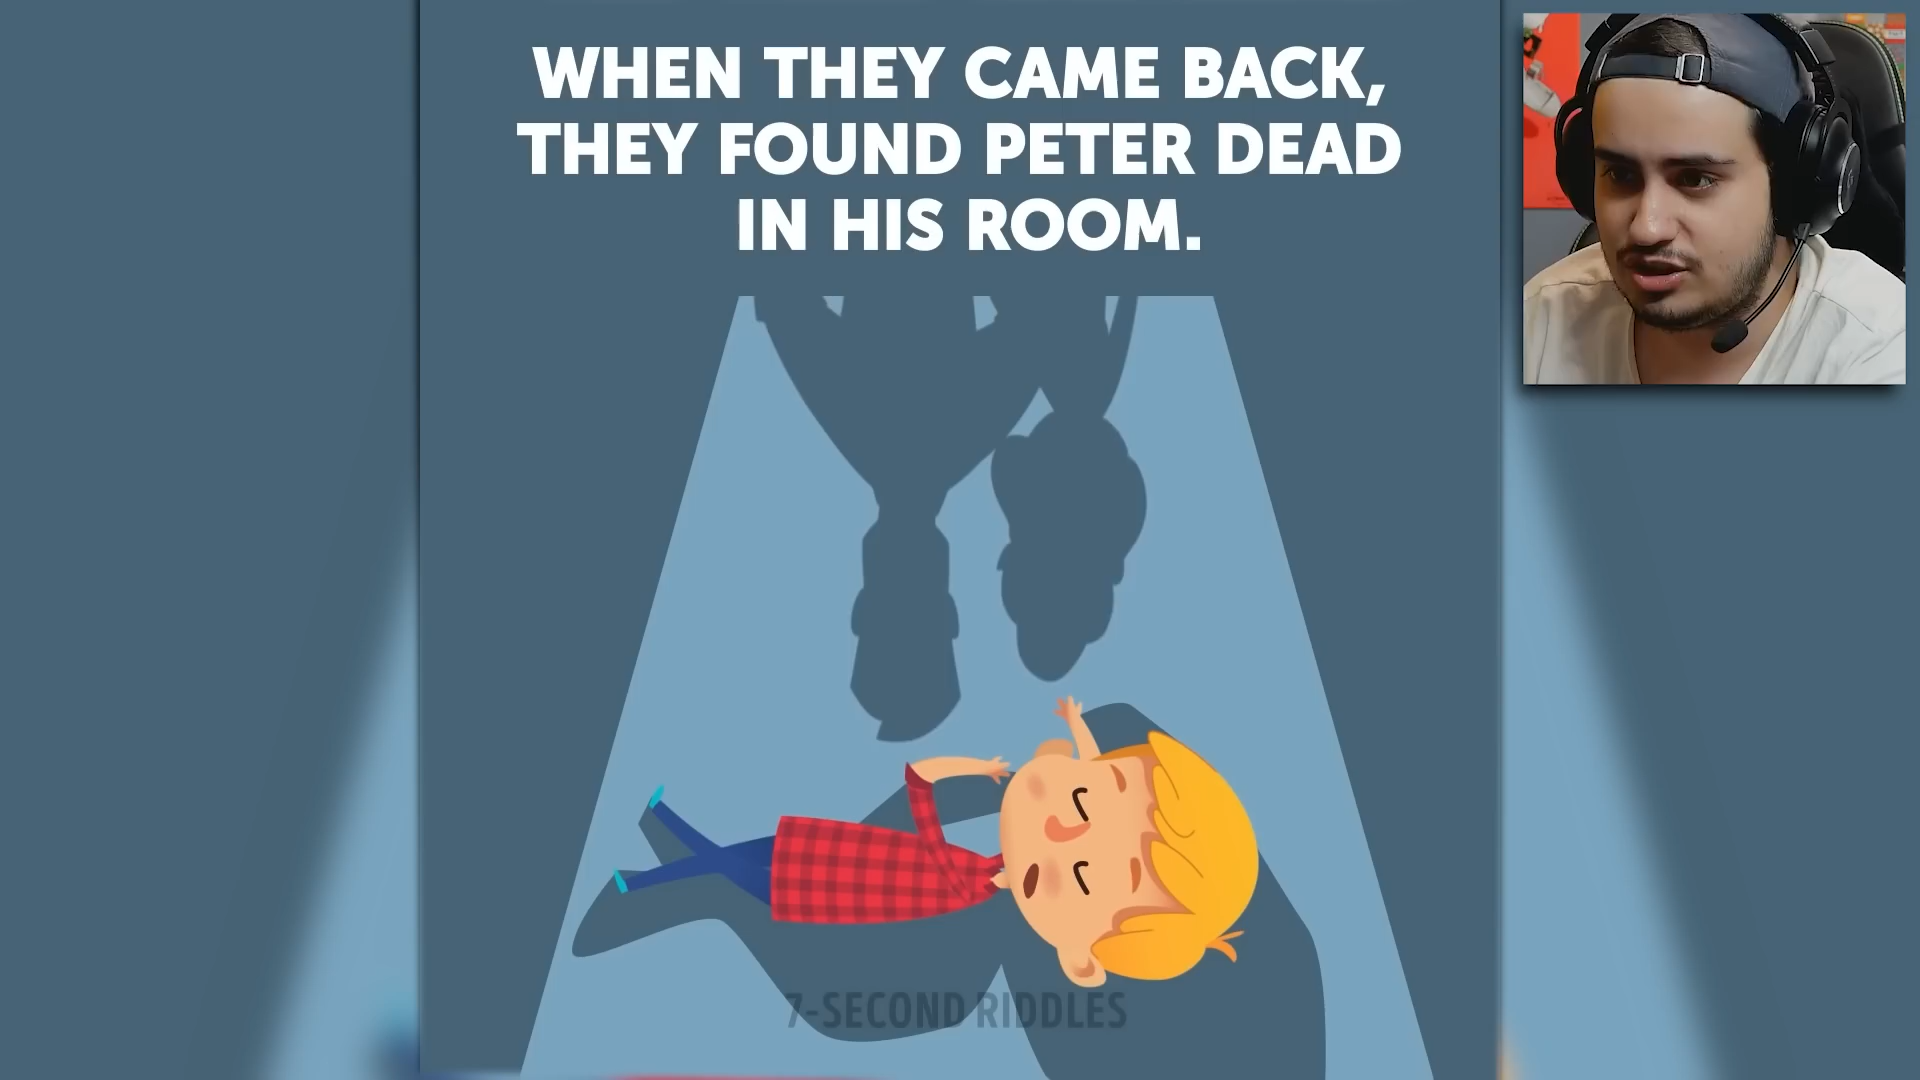 WHEN THEY CAME BACK,
THEY FOUND PETER DEAD
IN HIS ROOM.
7-SECOND RIDDLES